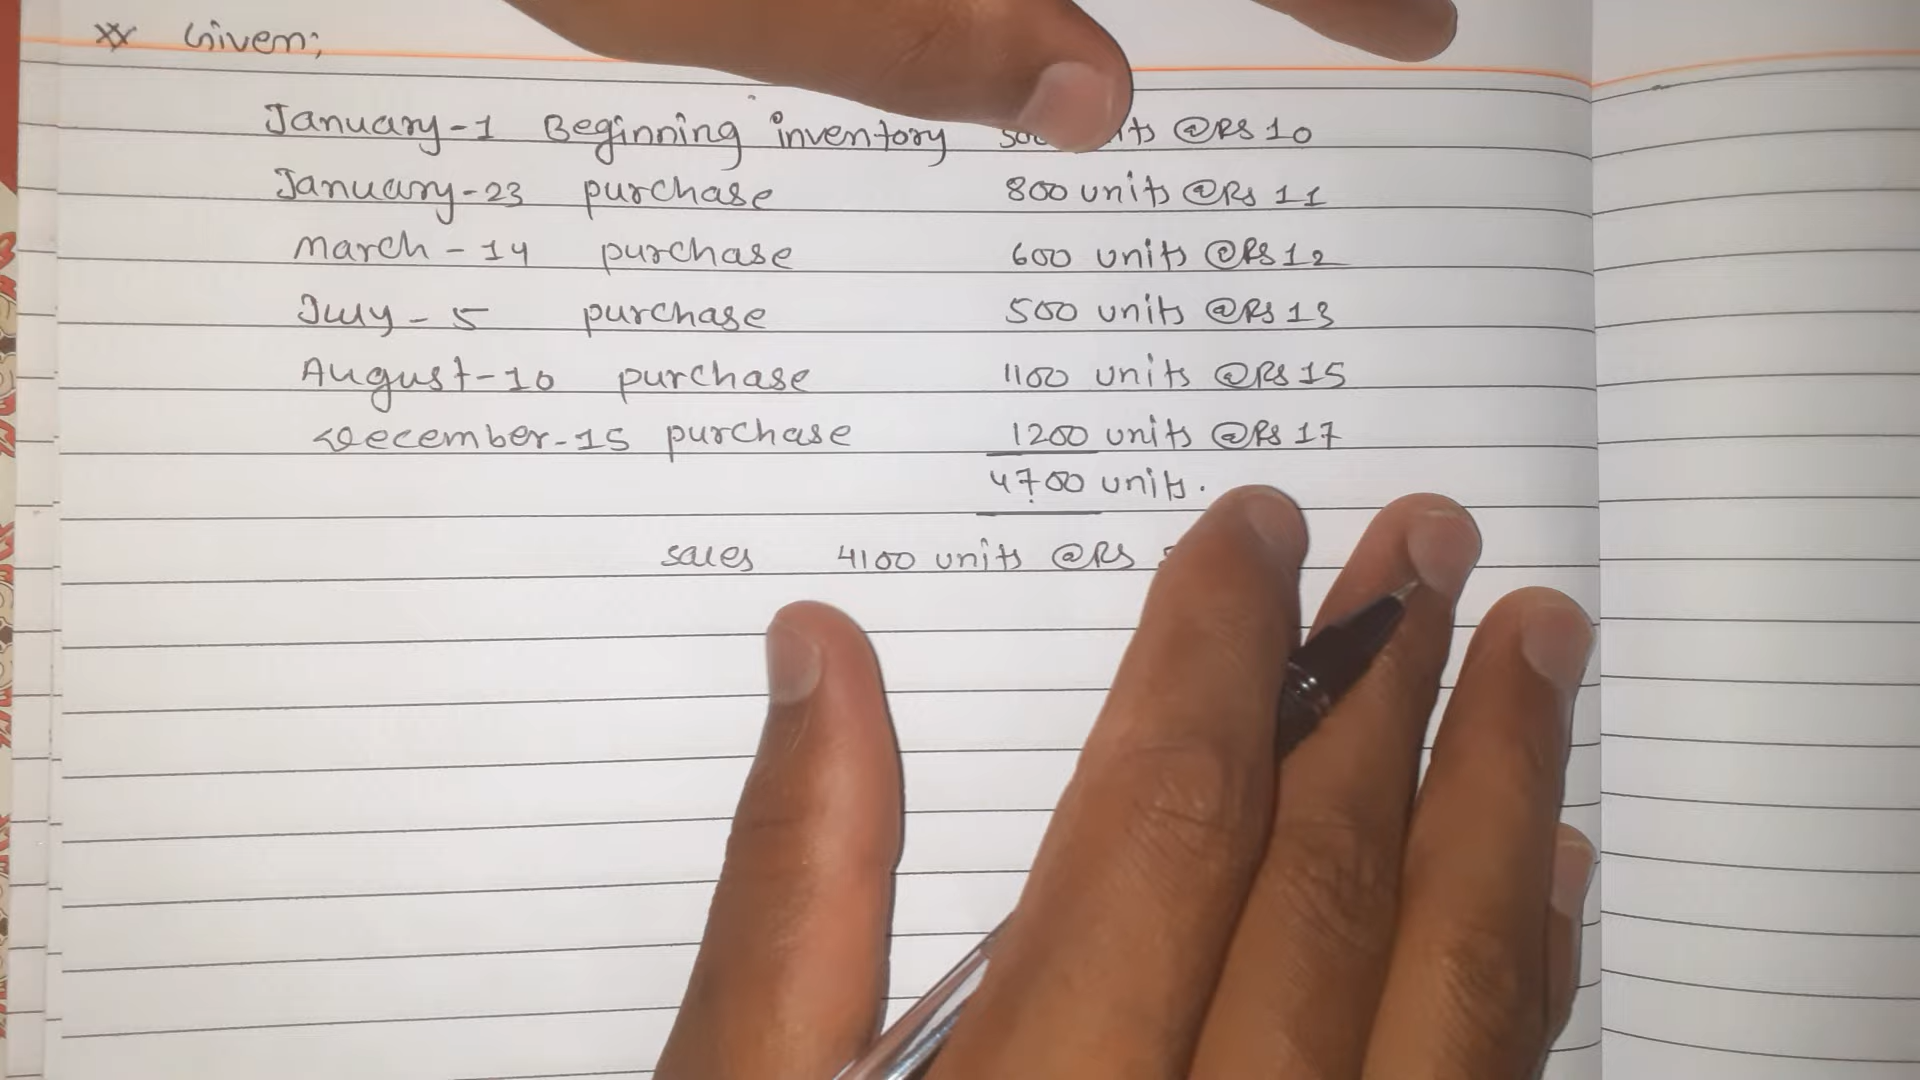 ** Given;
January-1 Beginning inventory @Rs 10
January-23 purchase 800 units @Rs 11
March-14 purchase 600 units @Rs 12
July-5 purchase 500 units @Rs 13
August-10 purchase 1100 units @Rs 15
December-15 purchase 1200 units @Rs 17
4700 units.
sales 4100 units @Rs